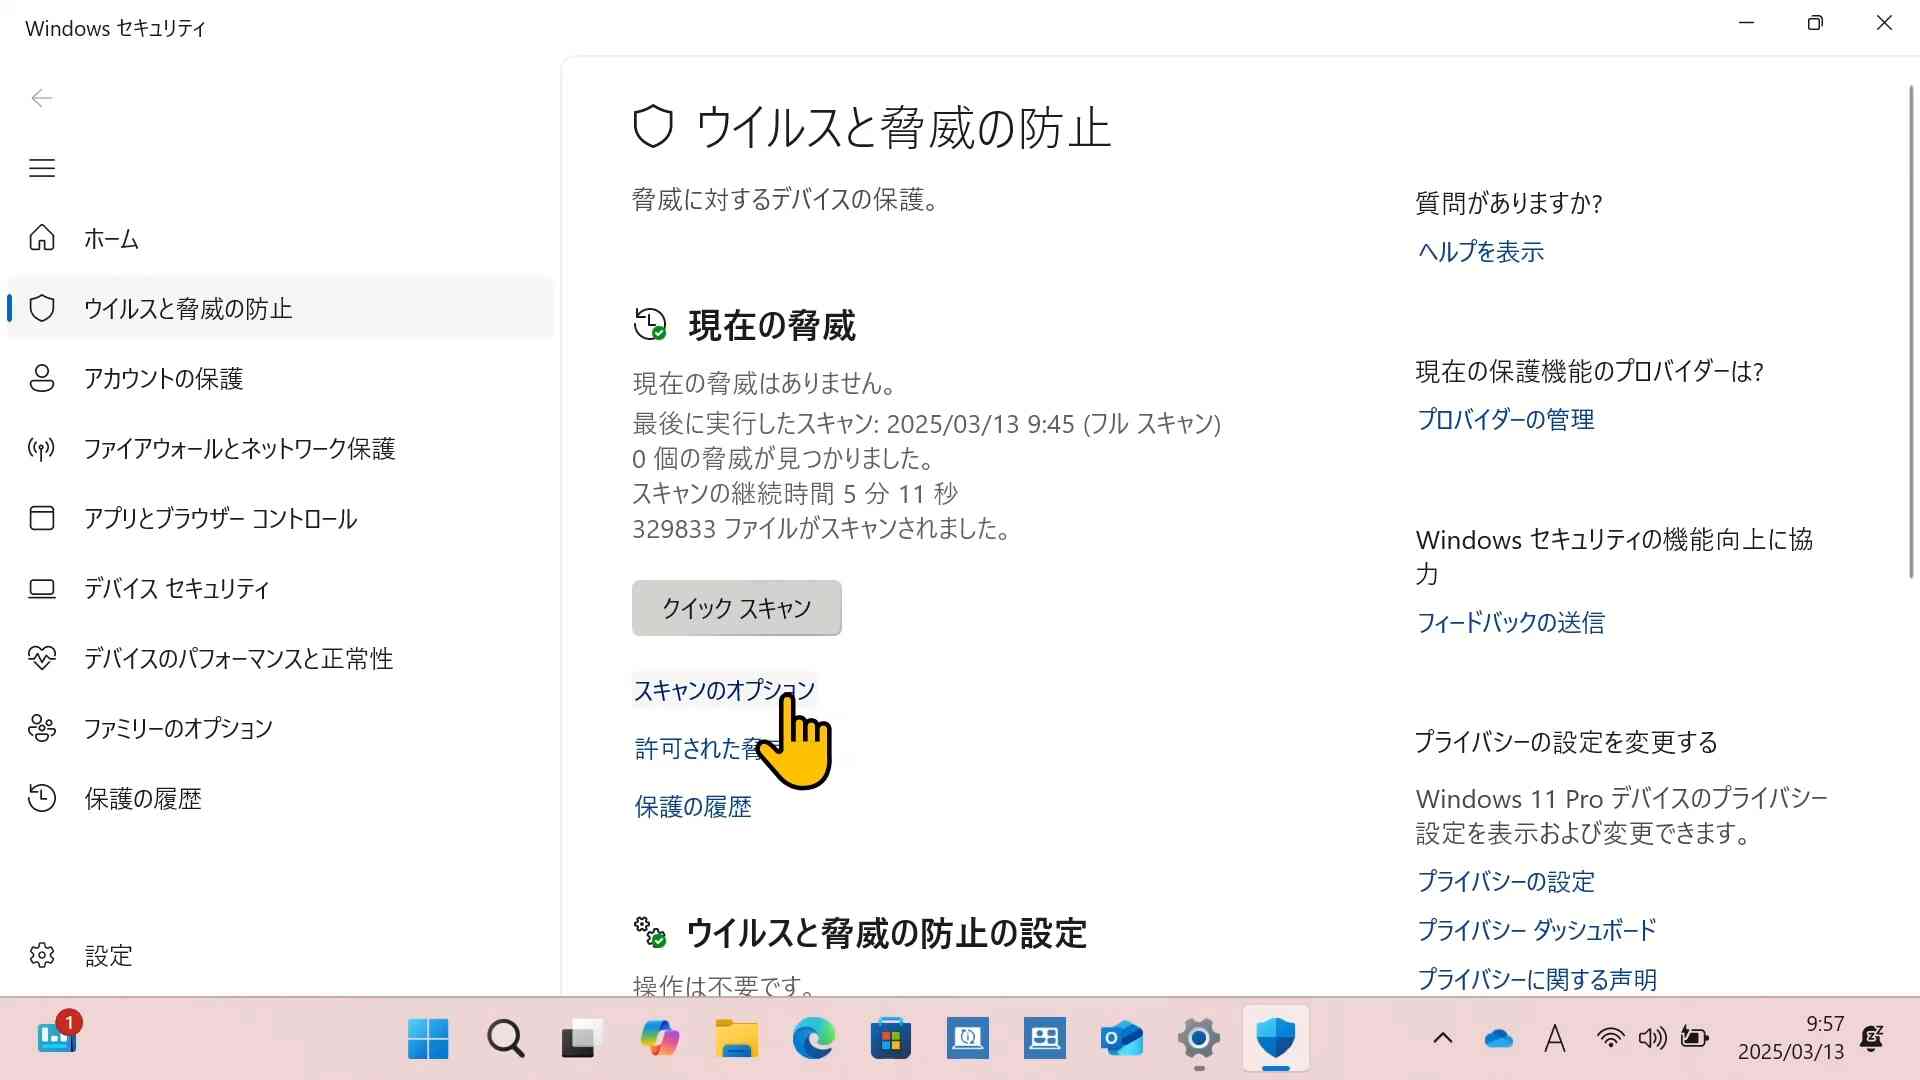 Windows セキュリティ
ホーム
ウイルスと脅威の防止
アカウントの保護
ファイアウォールとネットワーク保護
アプリとブラウザー コントロール
デバイス セキュリティ
デバイスのパフォーマンスと正常性
ファミリーのオプション
保護の履歴
設定
ウイルスと脅威の防止
脅威に対するデバイスの保護。
現在の脅威
現在の脅威はありません。
最後に実行したスキャン: 2025/03/13 9:45 (フル スキャン)
0 個の脅威が見つかりました。
スキャンの継続時間 5 分 11 秒
329833 ファイルがスキャンされました。
クイック スキャン
スキャンのオプション
許可された脅
保護の履歴
ウイルスと脅威の防止の設定
操作は不要です。
質問がありますか?
ヘルプを表示
現在の保護機能のプロバイダーは?
プロバイダーの管理
Windows セキュリティの機能向上に協
力
フィードバックの送信
プライバシーの設定を変更する
Windows 11 Pro デバイスのプライバシー
設定を表示および変更できます。
プライバシーの設定
プライバシー ダッシュボード
プライバシーに関する声明
1
A
9:57
2025/03/13